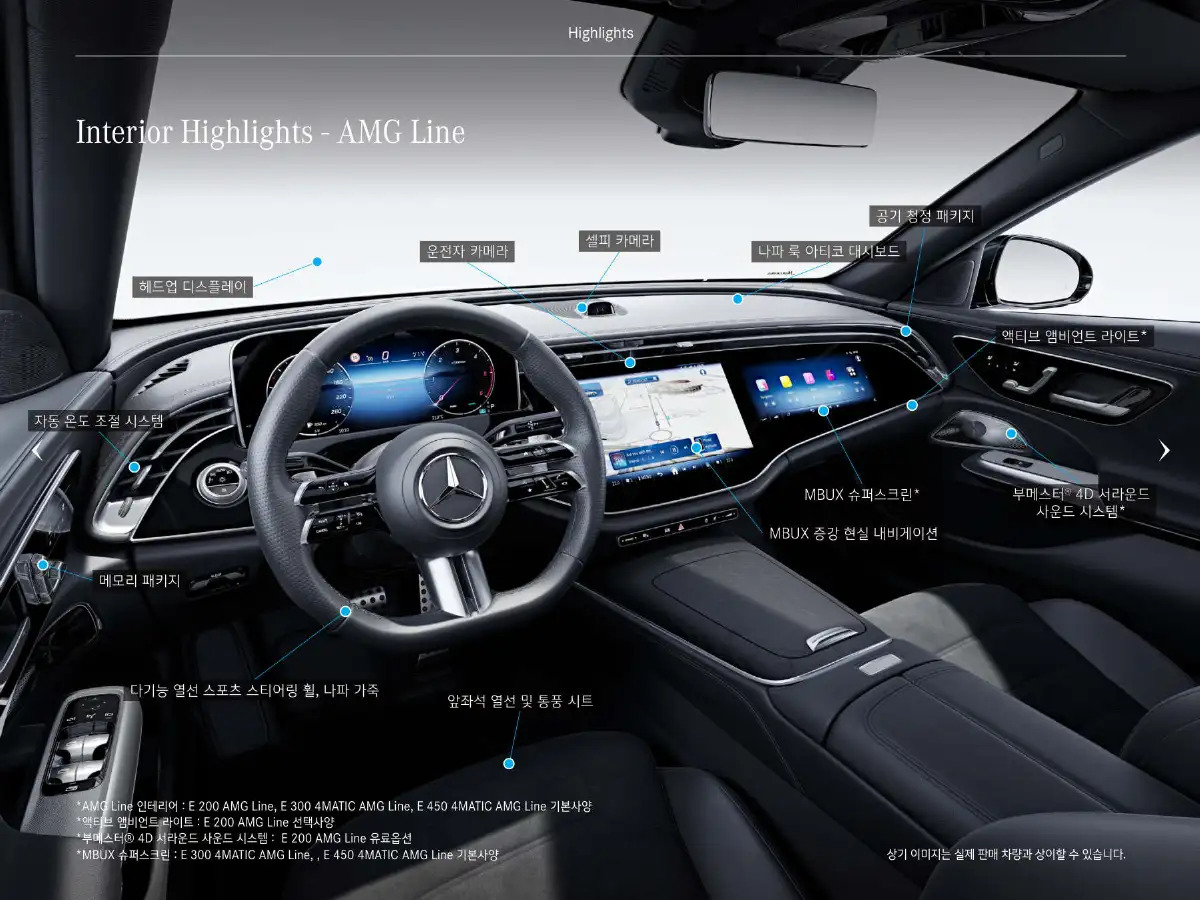 Highlights
Interior Highlights - AMG Line
공기 청정 패키지
셀피 카메라
운전자 카메라
나파 룩 아티코 대시보드
헤드업 디스플레이
액티브 앰비언트 라이트*
자동 온도 조절 시스템
MBUX 슈퍼스크린*
부메스터® 4D 서라운드
사운드 시스템*
MBUX 증강 현실 내비게이션
메모리 패키지
다기능 열선 스포츠 스티어링 휠, 나파 가죽
앞좌석 열선 및 통풍 시트
*AMG Line 인테리어 : E 200 AMG Line, E 300 4MATIC AMG Line, E 450 4MATIC AMG Line 기본사양
*액티브 앰비언트 라이트 : E 200 AMG Line 선택사양
*부메스터® 4D 서라운드 사운드 시스템 : E 200 AMG Line 유료옵션
*MBUX 슈퍼스크린 : E 300 4MATIC AMG Line, , E 450 4MATIC AMG Line 기본사양
상기 이미지는 실제 판매 차량과 상이할 수 있습니다.